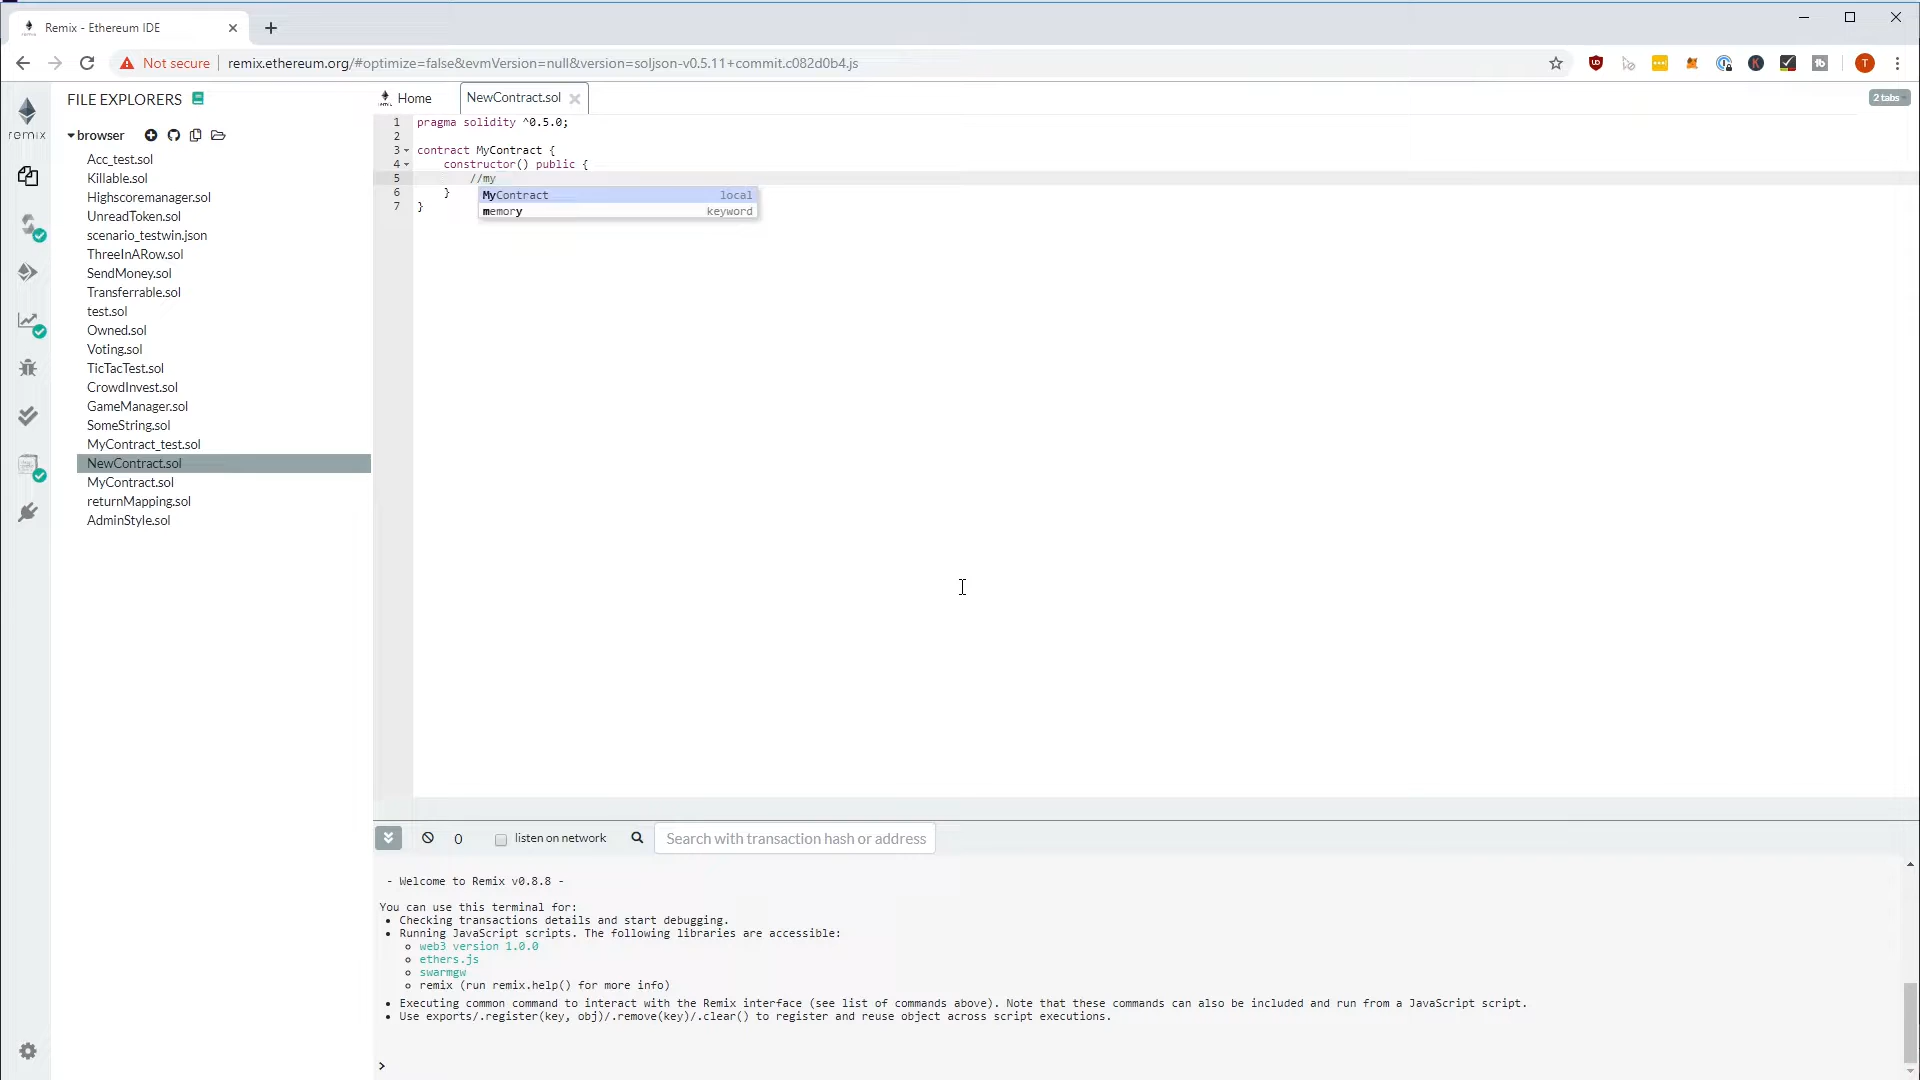 Remix - Ethereum IDE
Not secure
remix.ethereum.org/#optimize=false&evmVersion=null&version=soljson-v0.5.11+commit.c082d0b4.js
T
remix
FILE EXPLORERS
browser
Acc_test.sol
Killable.sol
Highscoremanager.sol
UnreadToken.sol
scenario_testwin.json
ThreeInARow.sol
SendMoney.sol
Transferrable.sol
test.sol
Owned.sol
Voting.sol
TicTacTest.sol
CrowdInvest.sol
GameManager.sol
SomeString.sol
MyContract_test.sol
NewContract.sol
MyContract.sol
returnMapping.sol
AdminStyle.sol
Home
NewContract.sol
2 tabs
1 pragma solidity ^0.5.0;
2
3 contract MyContract {
4 constructor() public {
5 //my
6 }
7 }
MyContract local
memory keyword
0
listen on network
Search with transaction hash or address
- Welcome to Remix v0.8.8 -
You can use this terminal for:
• Checking transactions details and start debugging.
• Running JavaScript scripts. The following libraries are accessible:
○ web3 version 1.0.0
○ ethers.js
○ swarmgw
○ remix (run remix.help() for more info)
• Executing common command to interact with the Remix interface (see list of commands above). Note that these commands can also be included and run from a JavaScript script.
• Use exports/.register(key, obj)/.remove(key)/.clear() to register and reuse object across script executions.
>